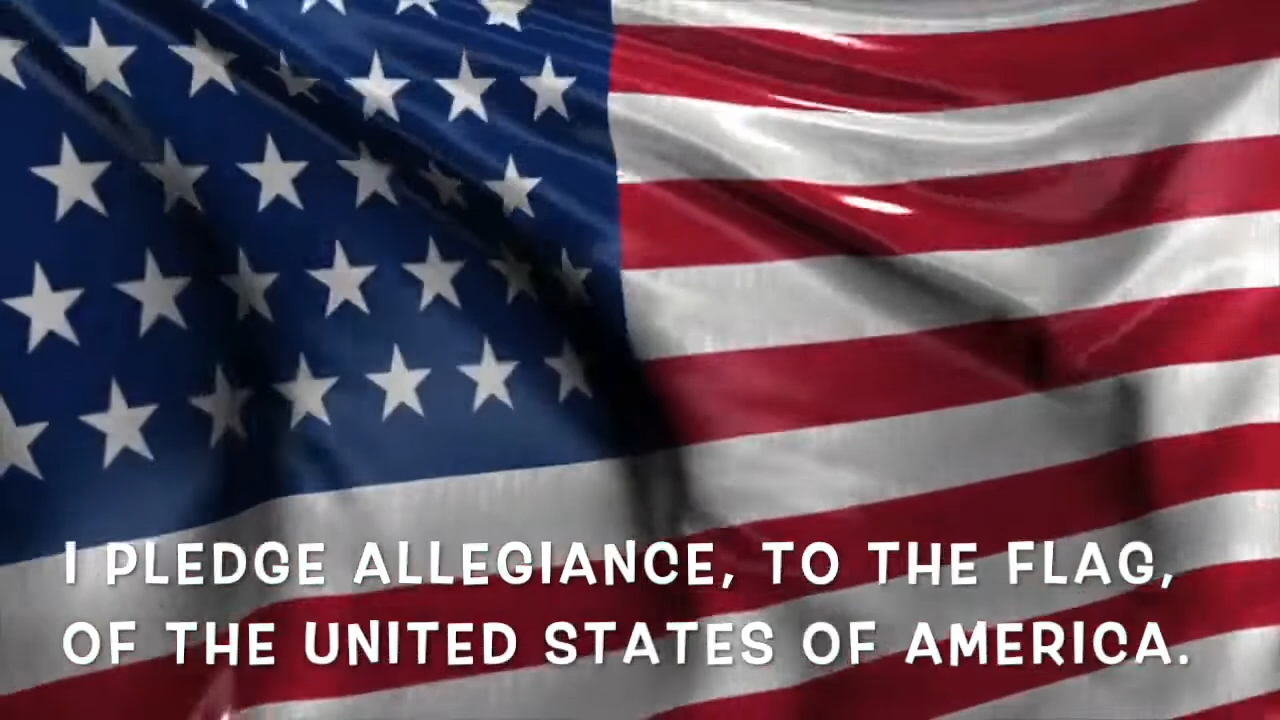 I PLEDGE ALLEGIANCE, TO THE FLAG,
OF THE UNITED STATES OF AMERICA.